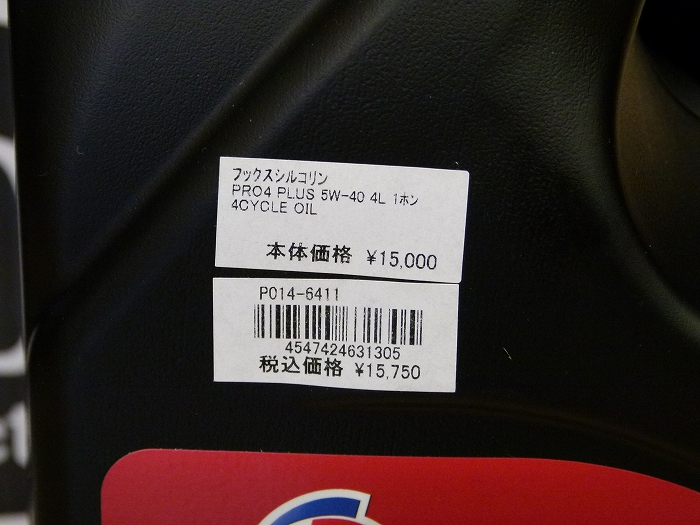 フックスシルコリン
PRO4 PLUS 5W-40 4L 1ホン
4CYCLE OIL
本体価格 ¥15,000
P014-6411
4547424631305
税込価格 ¥15,750